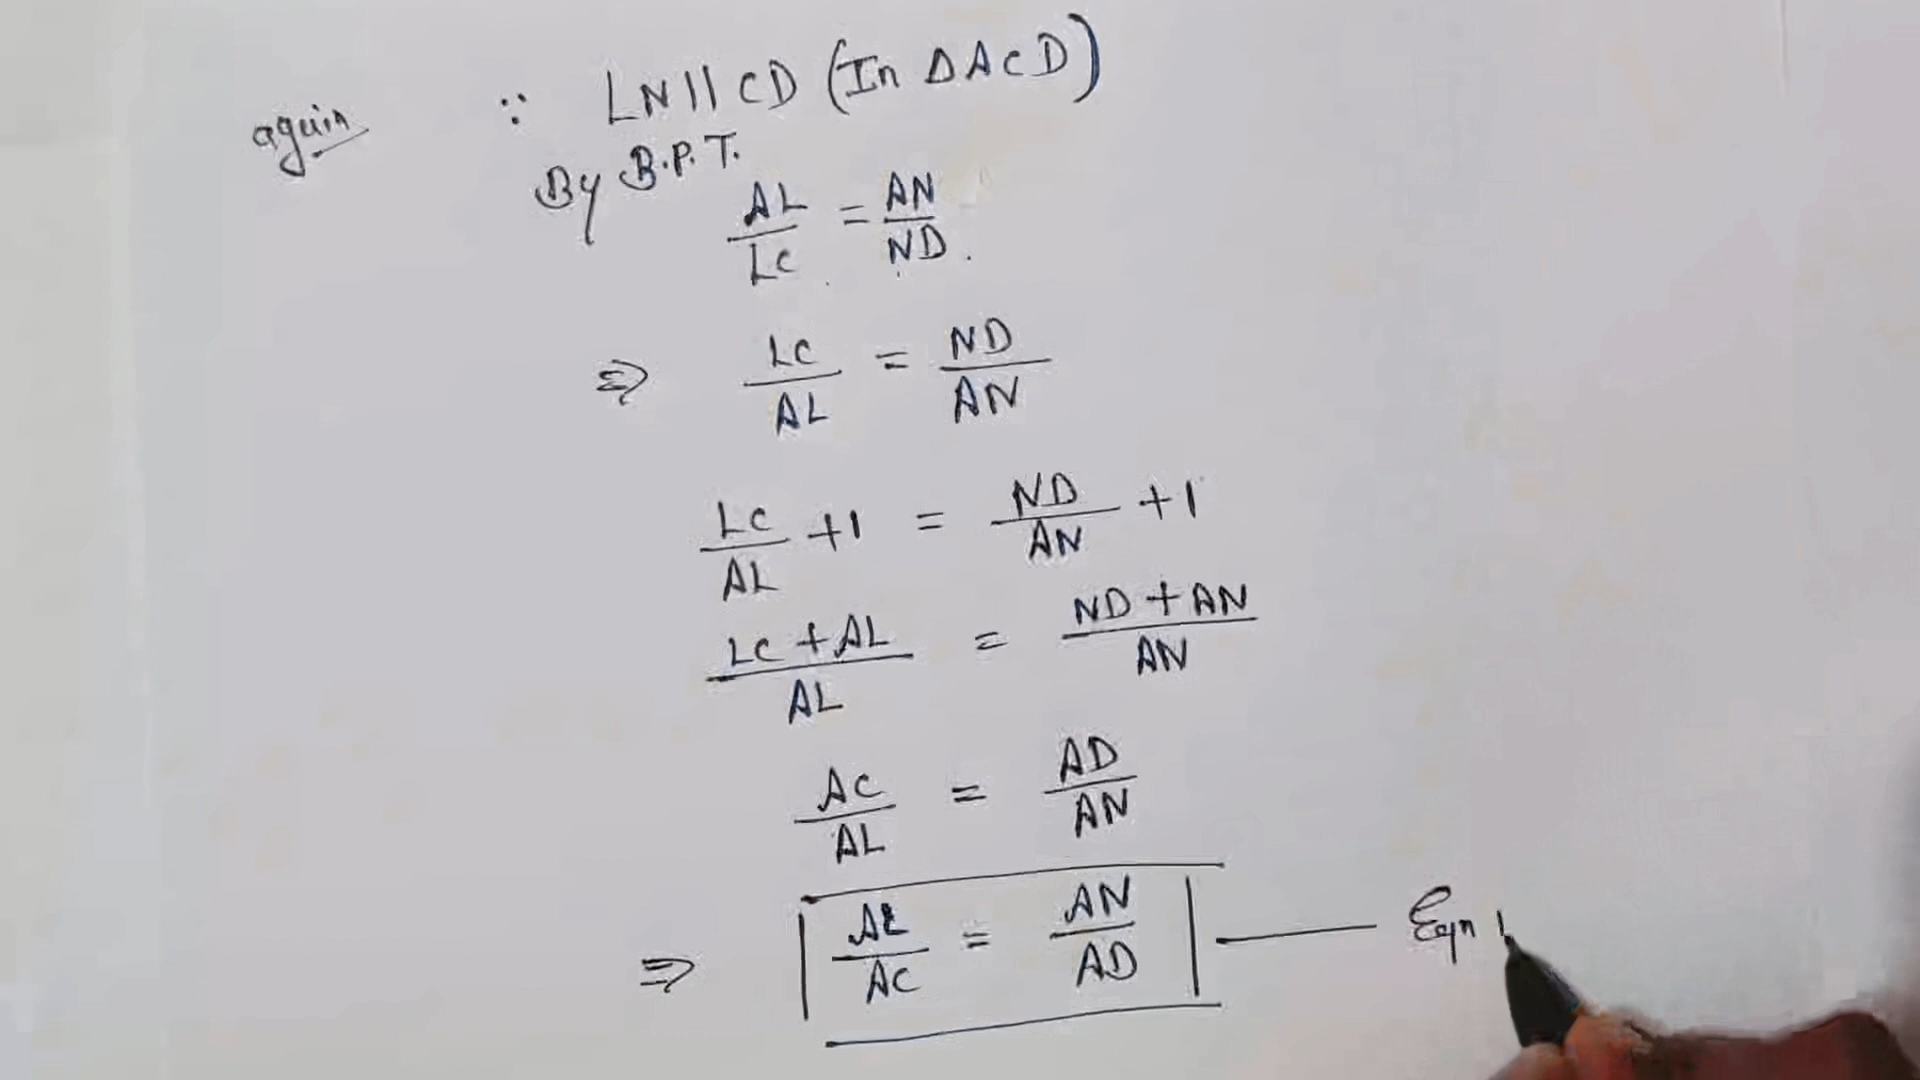 again ∵ LN||CD (In ΔACD)
By B.P.T.
AL/LC = AN/ND.
⇒ LC/AL = ND/AN
LC/AL +1 = ND/AN +1
LC+AL/AL = ND+AN/AN
AC/AL = AD/AN
⇒ AL/AC = AN/AD — Eqn